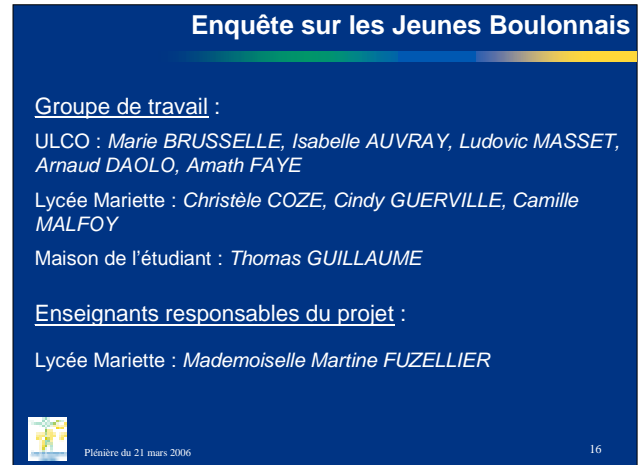 Enquête sur les Jeunes Boulonnais
Groupe de travail :
ULCO : Marie BRUSSELLE, Isabelle AUVRAY, Ludovic MASSET,
Arnaud DAOLO, Amath FAYE
Lycée Mariette : Christèle COZE, Cindy GUERVILLE, Camille
MALFOY
Maison de l'étudiant : Thomas GUILLAUME
Enseignants responsables du projet :
Lycée Mariette : Mademoiselle Martine FUZELLIER
Plénière du 21 mars 2006
16